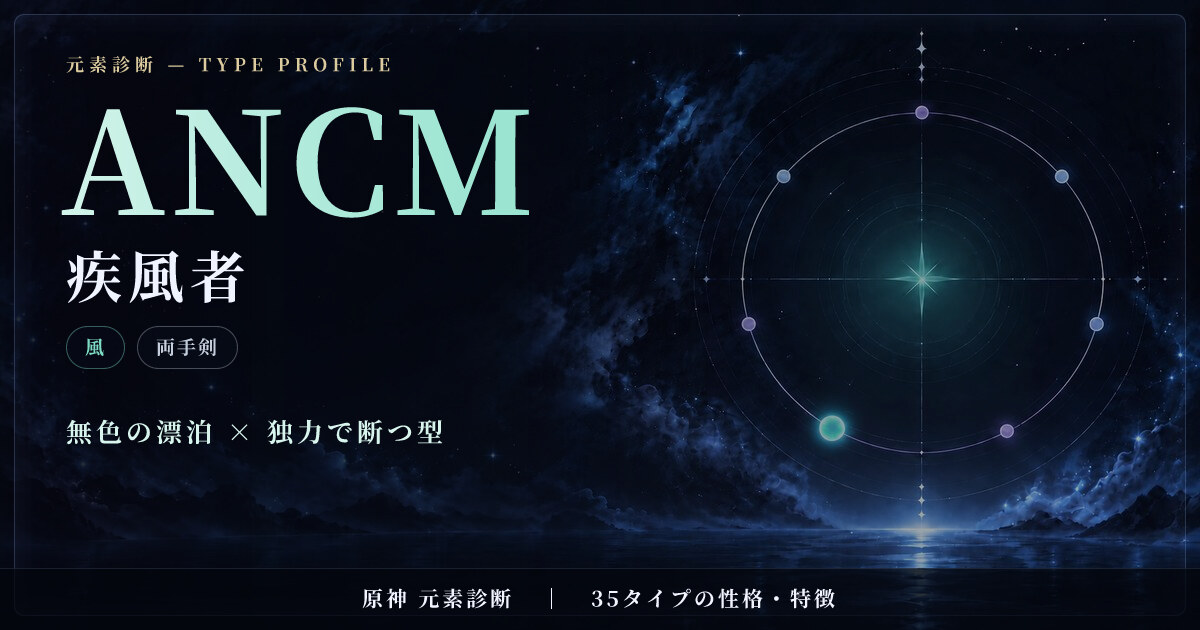 元素診断 — TYPE PROFILE
ANCM
疾風者
風 両手剣
無色の漂泊 × 独力で断つ型
原神 元素診断 | 35タイプの性格・特徴